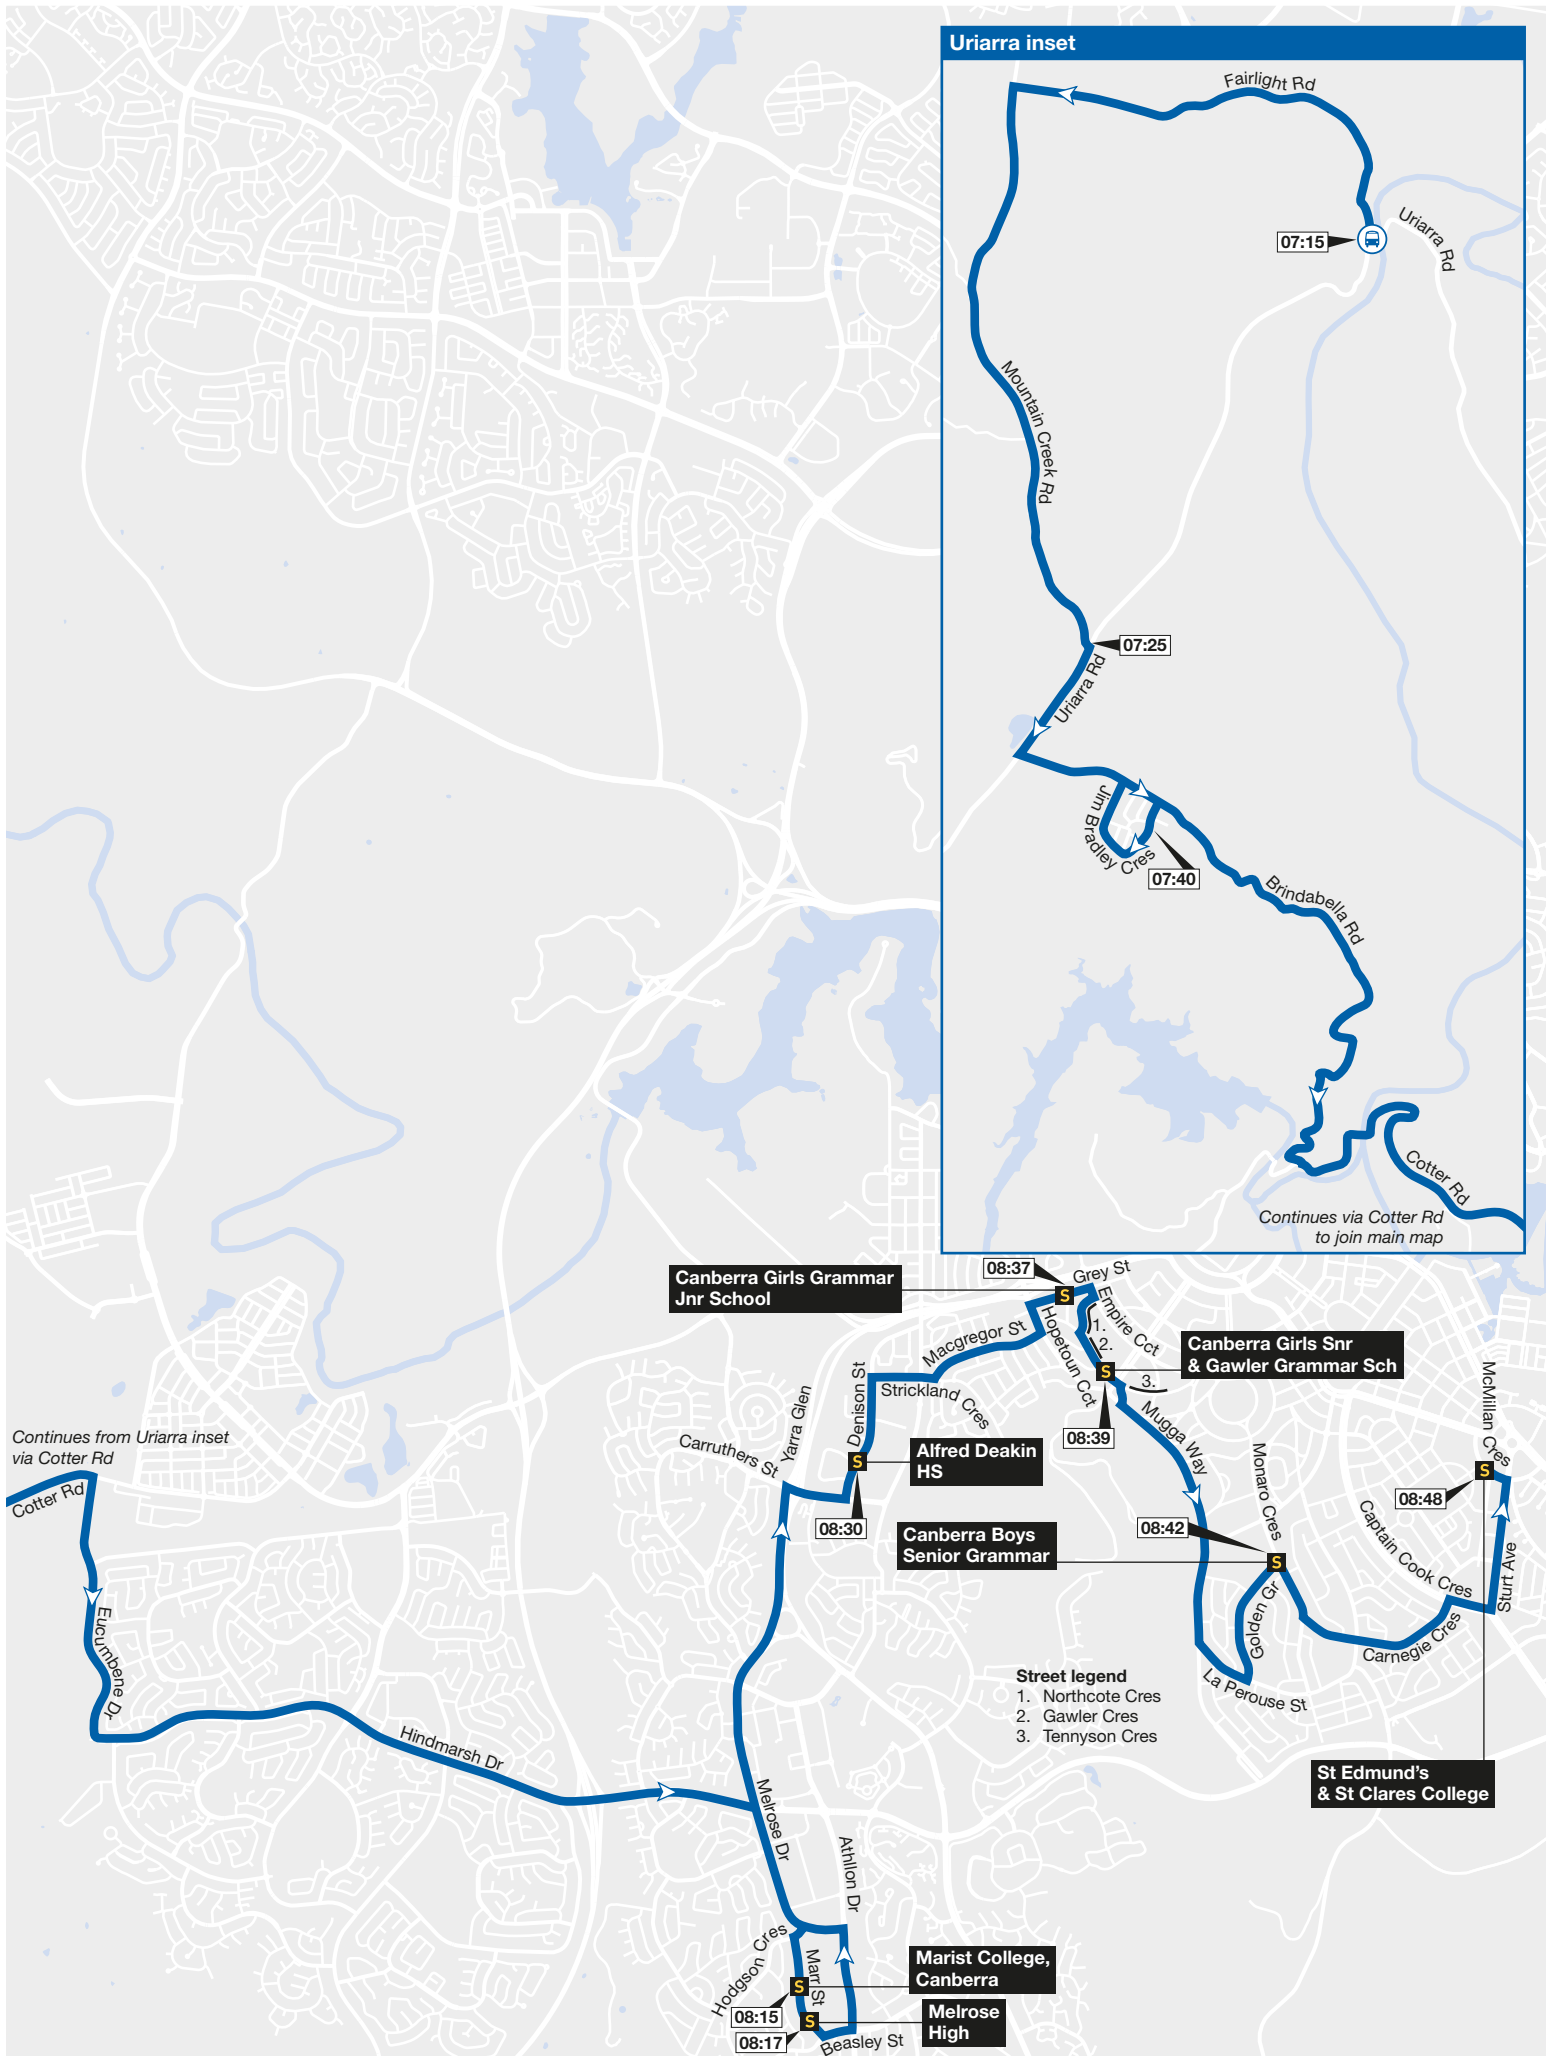 Uriarra inset
Fairlight Rd
Uriarra Rd
07:15
Mountain Creek Rd
07:25
Uriarra Rd
Jim Bradley Cres
07:40
Brindabella Rd
Cotter Rd
Continues via Cotter Rd
to join main map
08:37
Grey St
Canberra Girls Grammar
Jnr School
Empire Cct
Hopetoun Cct
1.
2.
3.
Macgregor St
Canberra Girls Snr
& Gawler Grammar Sch
Denison St
Strickland Cres
McMillan Cres
Yarra Glen
Mugga Way
08:39
Continues from Uriarra inset
via Cotter Rd
Carruthers St
Alfred Deakin
HS
Monaro Cres
Cotter Rd
08:30
08:48
Canberra Boys
Senior Grammar
08:42
Captain Cook Cres
Sturt Ave
Golden Gr
Carnegie Cres
Eucumbene Dr
La Perouse St
Street legend
1. Northcote Cres
2. Gawler Cres
3. Tennyson Cres
Hindmarsh Dr
St Edmund's
& St Clares College
Melrose Dr
Athllon Dr
Hodgson Cres
Marr St
Marist College,
Canberra
08:15
Melrose
High
08:17
Beasley St
S
S
S
S
S
S
S